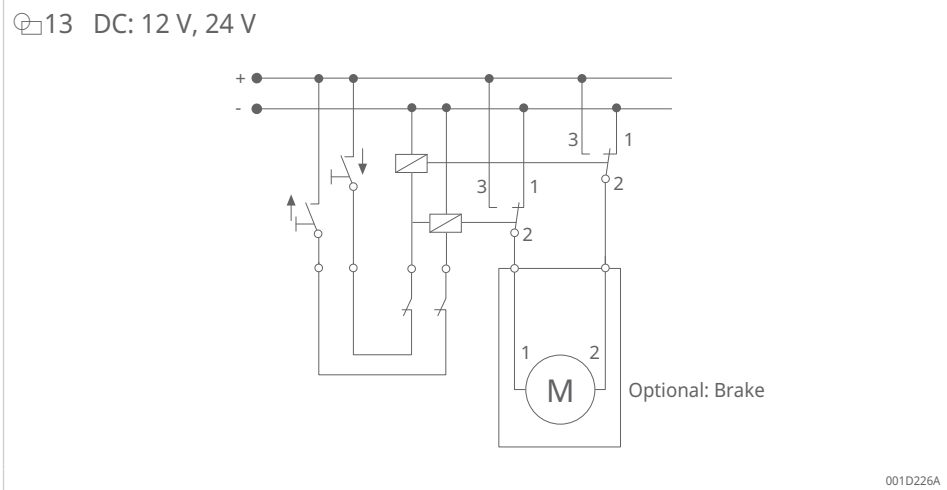 13 DC: 12 V, 24 V
+
-
3 1
2
3 1
2
1 2
M
Optional: Brake
001D226A